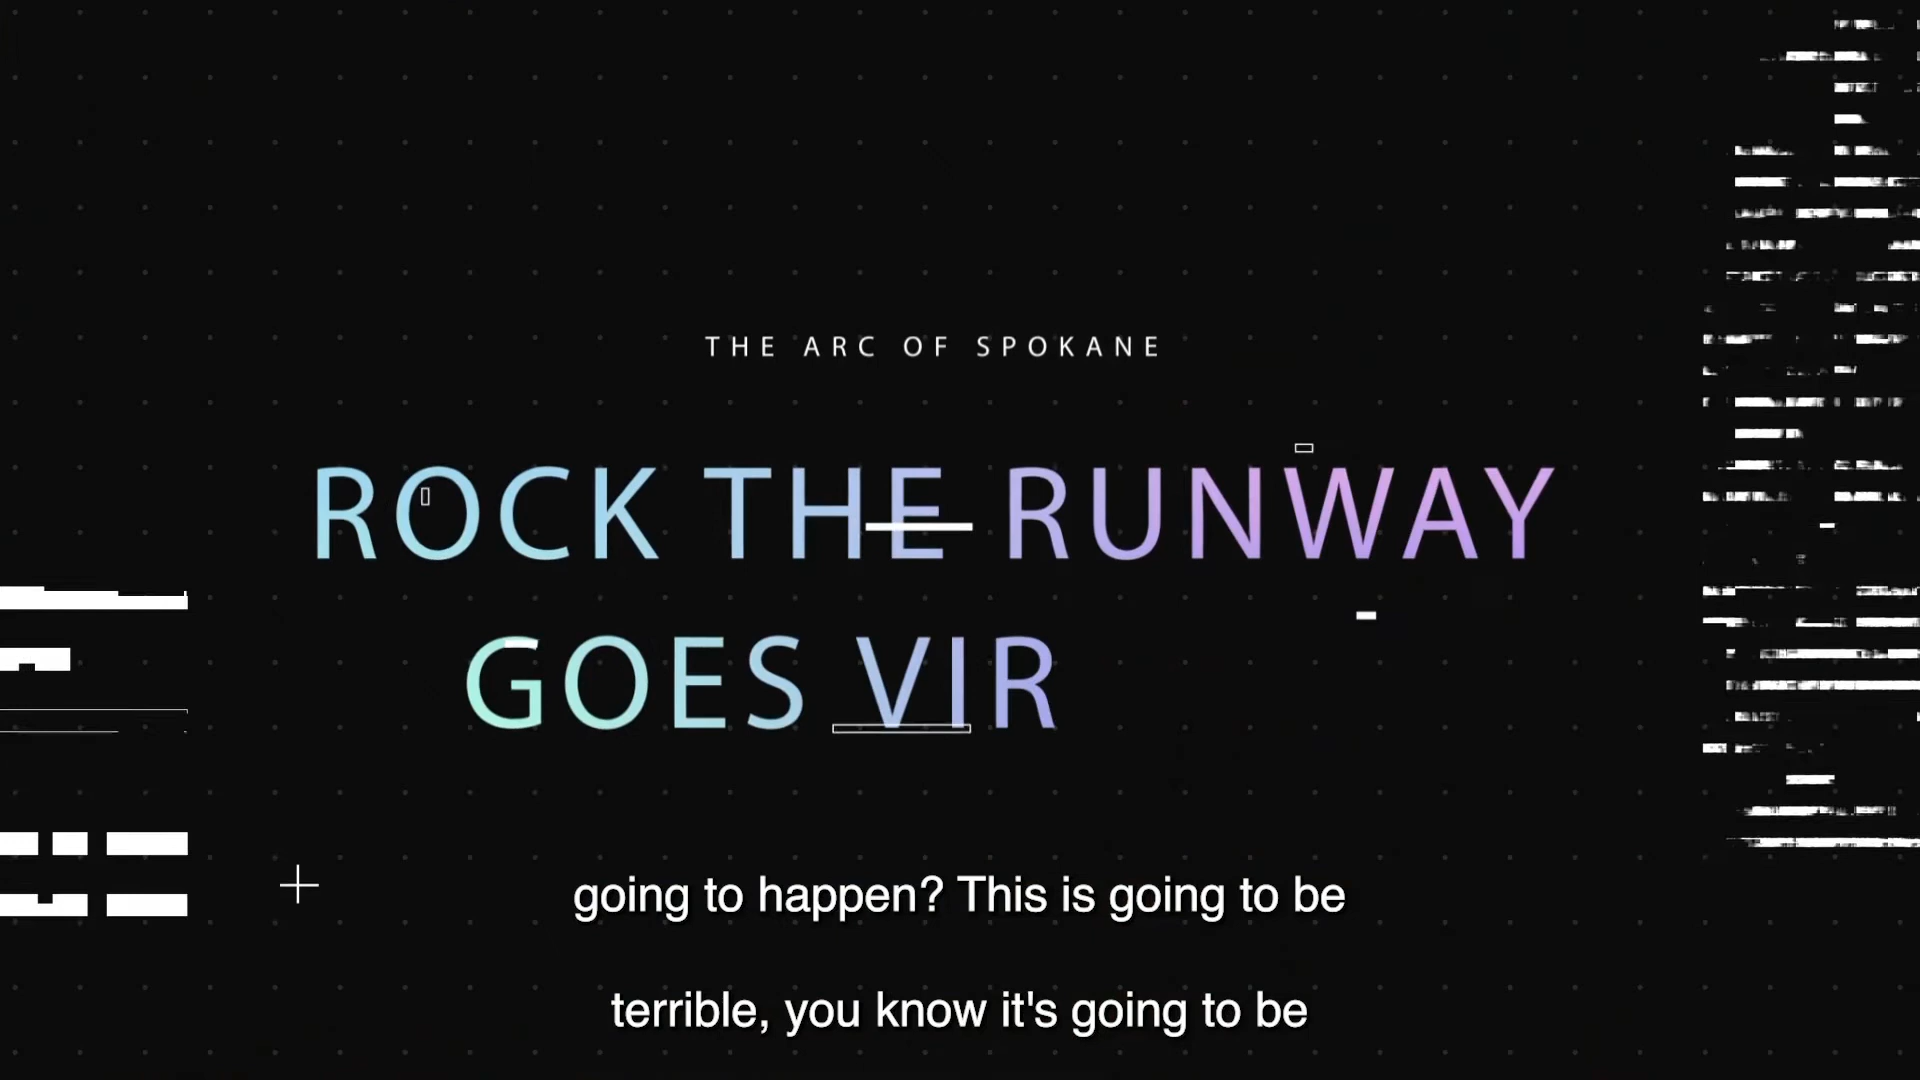 THE ARC OF SPOKANE
ROCK THE RUNWAY
GOES VIR
going to happen? This is going to be
terrible, you know it's going to be